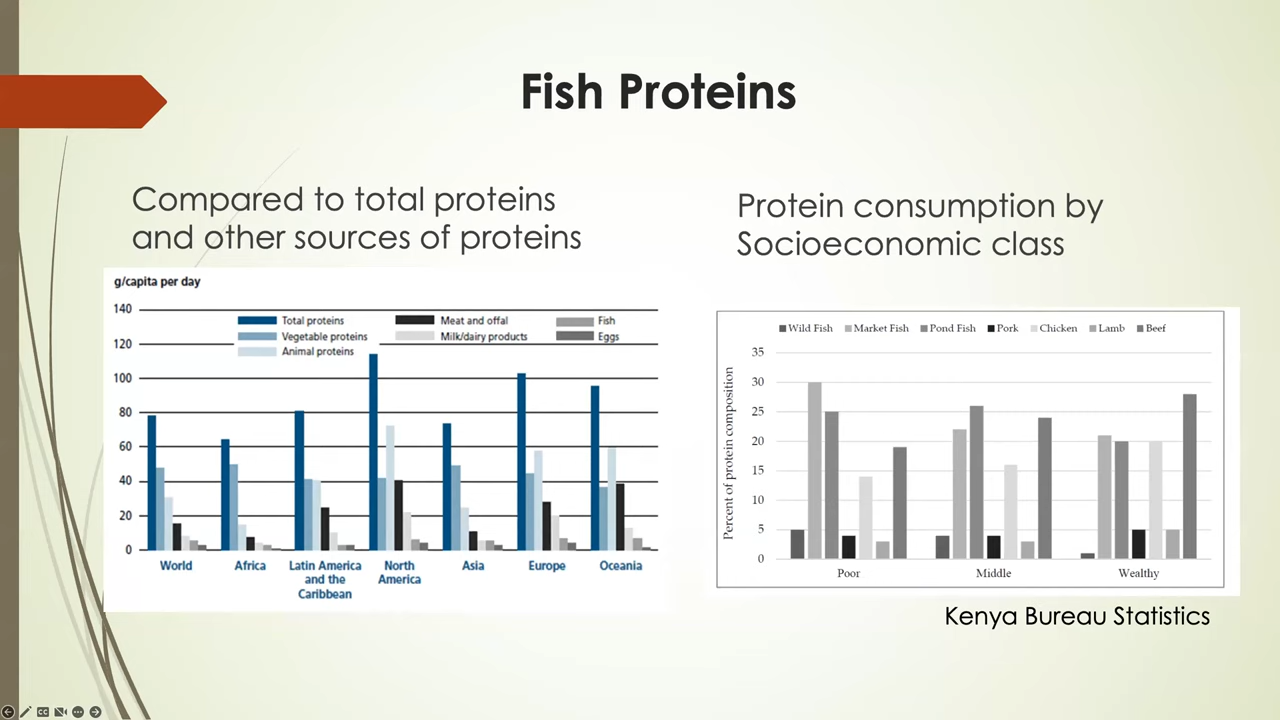 Fish Proteins
Compared to total proteins
and other sources of proteins
g/capita per day
140
120
100
80
60
40
20
0
Total proteins
Vegetable proteins
Animal proteins
Meat and offal
Milk/dairy products
Fish
Eggs
World
Africa
Latin America
and the
Caribbean
North
America
Asia
Europe
Oceania
Protein consumption by
Socioeconomic class
Wild Fish Market Fish Pond Fish Pork Chicken Lamb Beef
Percent of protein composition
35
30
25
20
15
10
5
0
Poor
Middle
Wealthy
Kenya Bureau Statistics
CC